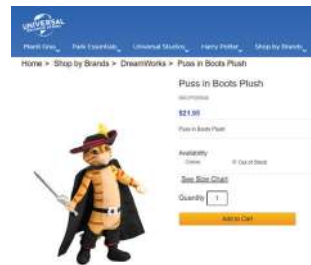 UNIVERSAL
Park Essentials Universal Studios Harry Potter Shop by Brands
Home > Shop by Brands > DreamWorks > Puss in Boots Plush
Puss in Boots Plush
$21.95
Puss in Boots Plush
Availability
Online Out of Stock
See Size Chart
Quantity 1
Add to Cart